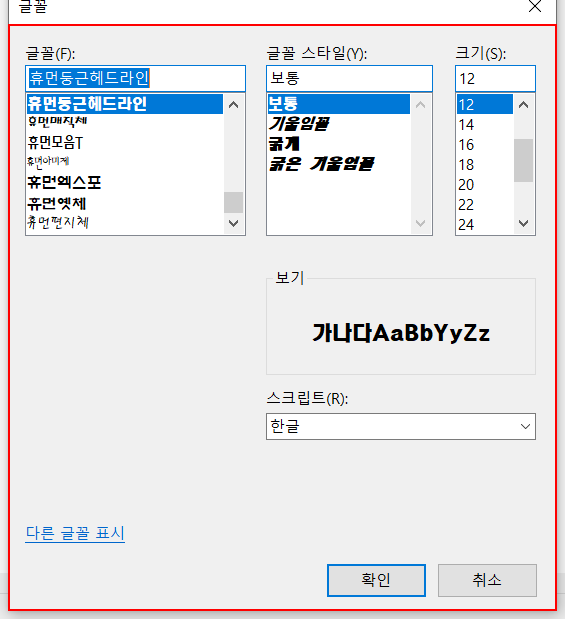 글꼴
글꼴(F):
휴먼둥근헤드라인
휴먼둥근헤드라인
휴먼매직체
휴먼모음T
휴먼아미체
휴먼엑스포
휴먼옛체
휴먼편지체
글꼴 스타일(Y):
보통
보통
기울임꼴
굵게
굵은 기울임꼴
크기(S):
12
12
14
16
18
20
22
24
보기
가나다AaBbYyZz
스크립트(R):
한글
다른 글꼴 표시
확인
취소